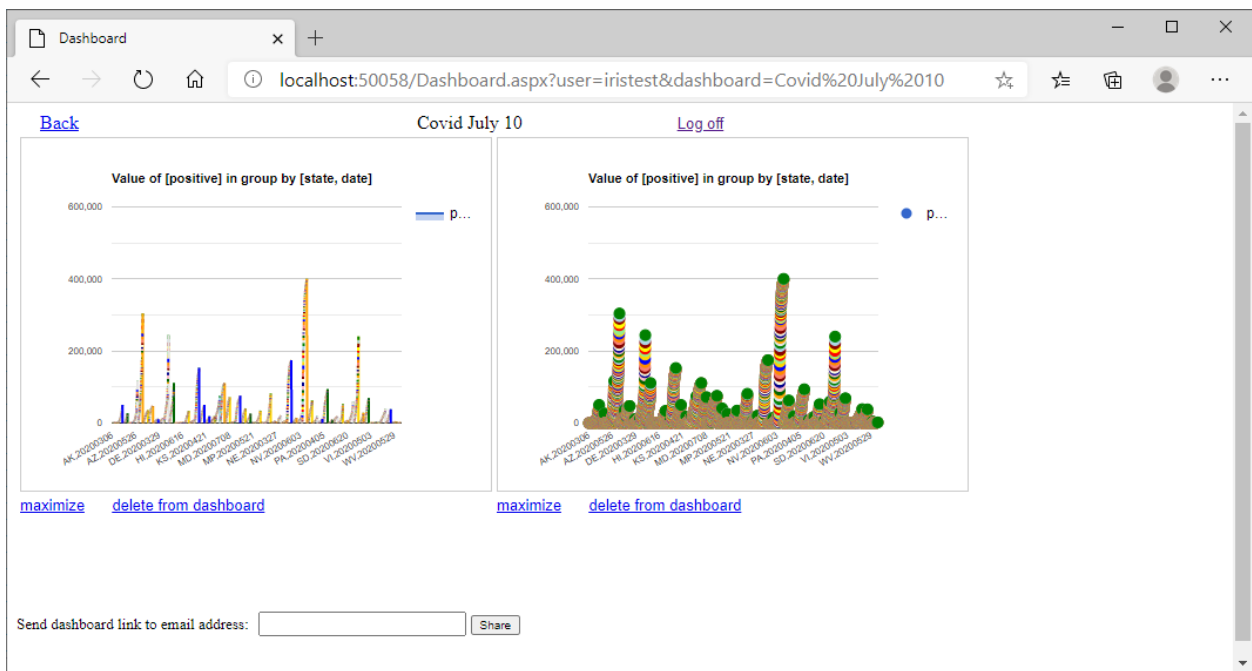 Dashboard
localhost:50058/Dashboard.aspx?user=iristest&dashboard=Covid%20July%2010
Back Covid July 10 Log off
Value of [positive] in group by [state, date]
600,000
400,000
200,000
0
p...
AK.20200306
AZ.20200526
DE.20200329
HI.20200616
KS.20200421
MD.20200708
MP.20200521
NE.20200327
NV.20200603
PA.20200405
SD.20200620
VI.20200503
WV.20200529
maximize delete from dashboard
Value of [positive] in group by [state, date]
600,000
400,000
200,000
0
p...
AK.20200306
AZ.20200526
DE.20200329
HI.20200616
KS.20200421
MD.20200708
MP.20200521
NE.20200327
NV.20200603
PA.20200405
SD.20200620
VI.20200503
WV.20200529
maximize delete from dashboard
Send dashboard link to email address: Share